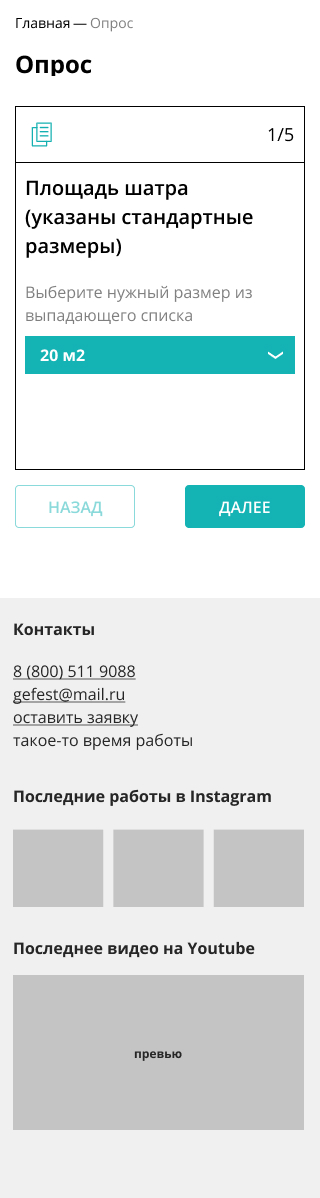 Главная — Опрос
Опрос
1/5
Площадь шатра
(указаны стандартные
размеры)
Выберите нужный размер из
выпадающего списка
20 м2
НАЗАД
ДАЛЕЕ
Контакты
8 (800) 511 9088
gefest@mail.ru
оставить заявку
такое-то время работы
Последние работы в Instagram
Последнее видео на Youtube
превью